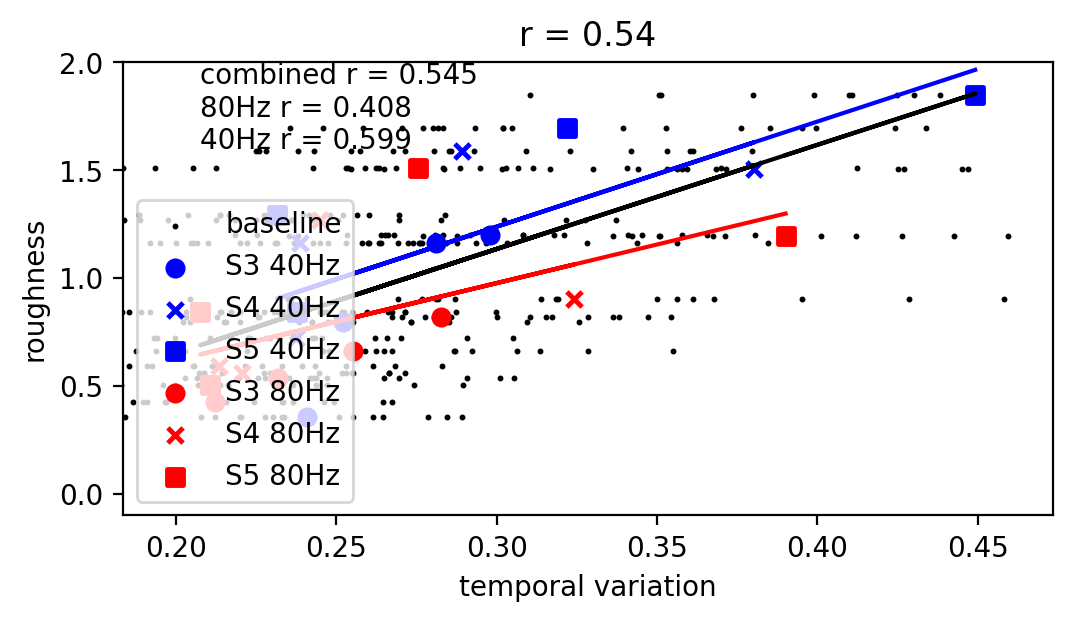 r = 0.54
combined r = 0.545
80Hz r = 0.408
40Hz r = 0.599
2.0
1.5
1.0
0.5
0.0
roughness
baseline
S3 40Hz
S4 40Hz
S5 40Hz
S3 80Hz
S4 80Hz
S5 80Hz
0.20 0.25 0.30 0.35 0.40 0.45
temporal variation